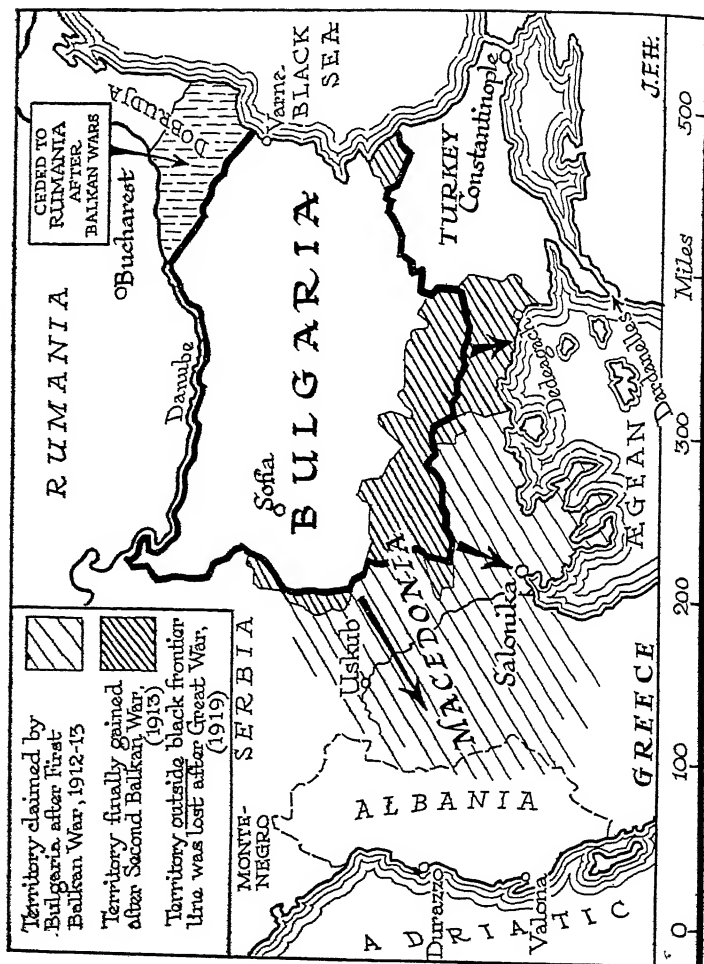 Territory claimed by
Bulgaria after First
Balkan War, 1912-13
Territory finally gained
after Second Balkan War,
(1913)
Territory outside black frontier
line was lost after Great War,
(1919)
RUMANIA
CEDED TO
RUMANIA
AFTER
BALKAN WARS
Bucharest
DOBRUDJA
Danube
Varna
BLACK
SEA
SERBIA
Sofia
BULGARIA
MONTE-
NEGRO
Uskub
MACEDONIA
TURKEY
Constantinople
ALBANIA
Salonika
Dedeagach
Dardanelles
Durazzo
Valona
ADRIATIC
GREECE
ÆGEAN
J.F.H.
0
100
200
300
Miles
500